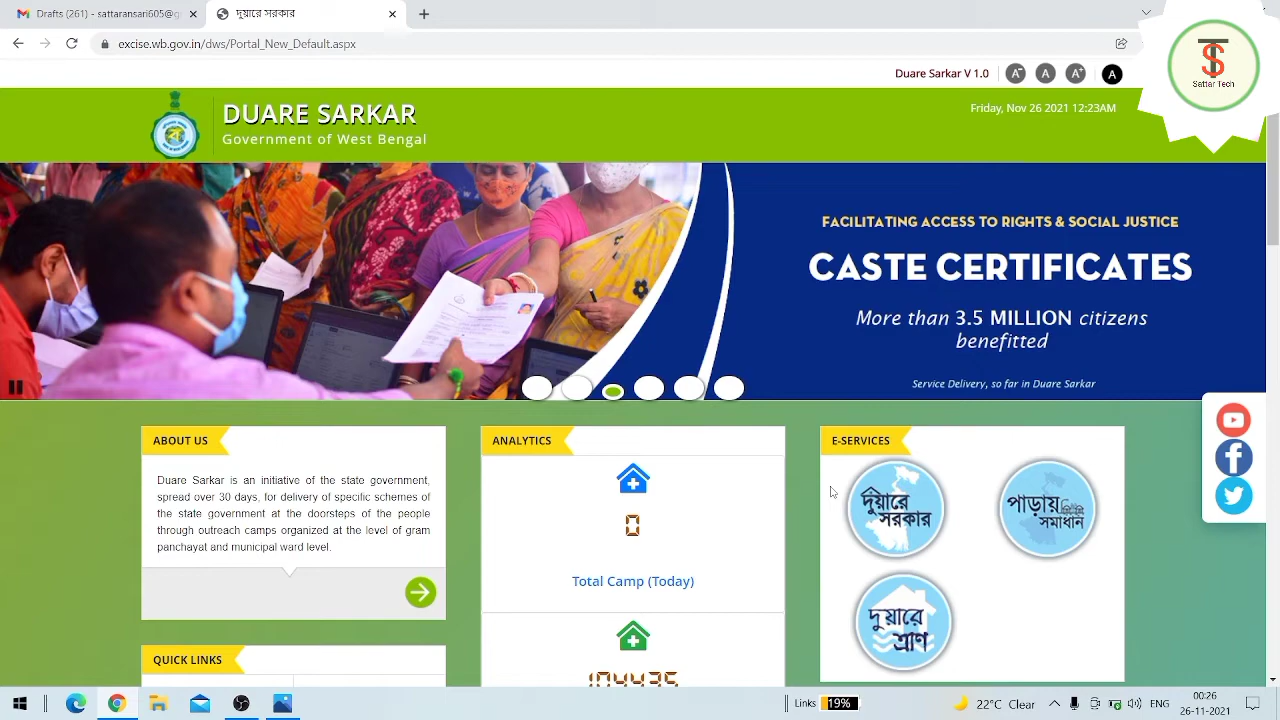 Drafts (261) - sattari605@
excise.wb.gov.in/dws/Portal_New_Default.aspx
Duare Sarkar V 1.0
A-
A
A+
A
DUARE SARKAR
Government of West Bengal
Friday, Nov 26 2021 12:23AM
Sattar Tech
FACILITATING ACCESS TO RIGHTS & SOCIAL JUSTICE
CASTE CERTIFICATES
More than 3.5 MILLION citizens
benefitted
Service Delivery, so far in Duare Sarkar
ABOUT US
Duare Sarkar is an initiative of the state government,
spread over 30 days, for delivery of specific schemes of
the state government at the doorsteps of the people
through outreach camps organized at the level of gram
panchayat and municipal ward level.
QUICK LINKS
ANALYTICS
0
Total Camp (Today)
104435
E-SERVICES
দুয়ারে
সরকার
পাড়ায়
সমাধান
দুয়ারে
ত্রাণ
Links
19%
22°C Clear
ENG
00:26
26-11-2021